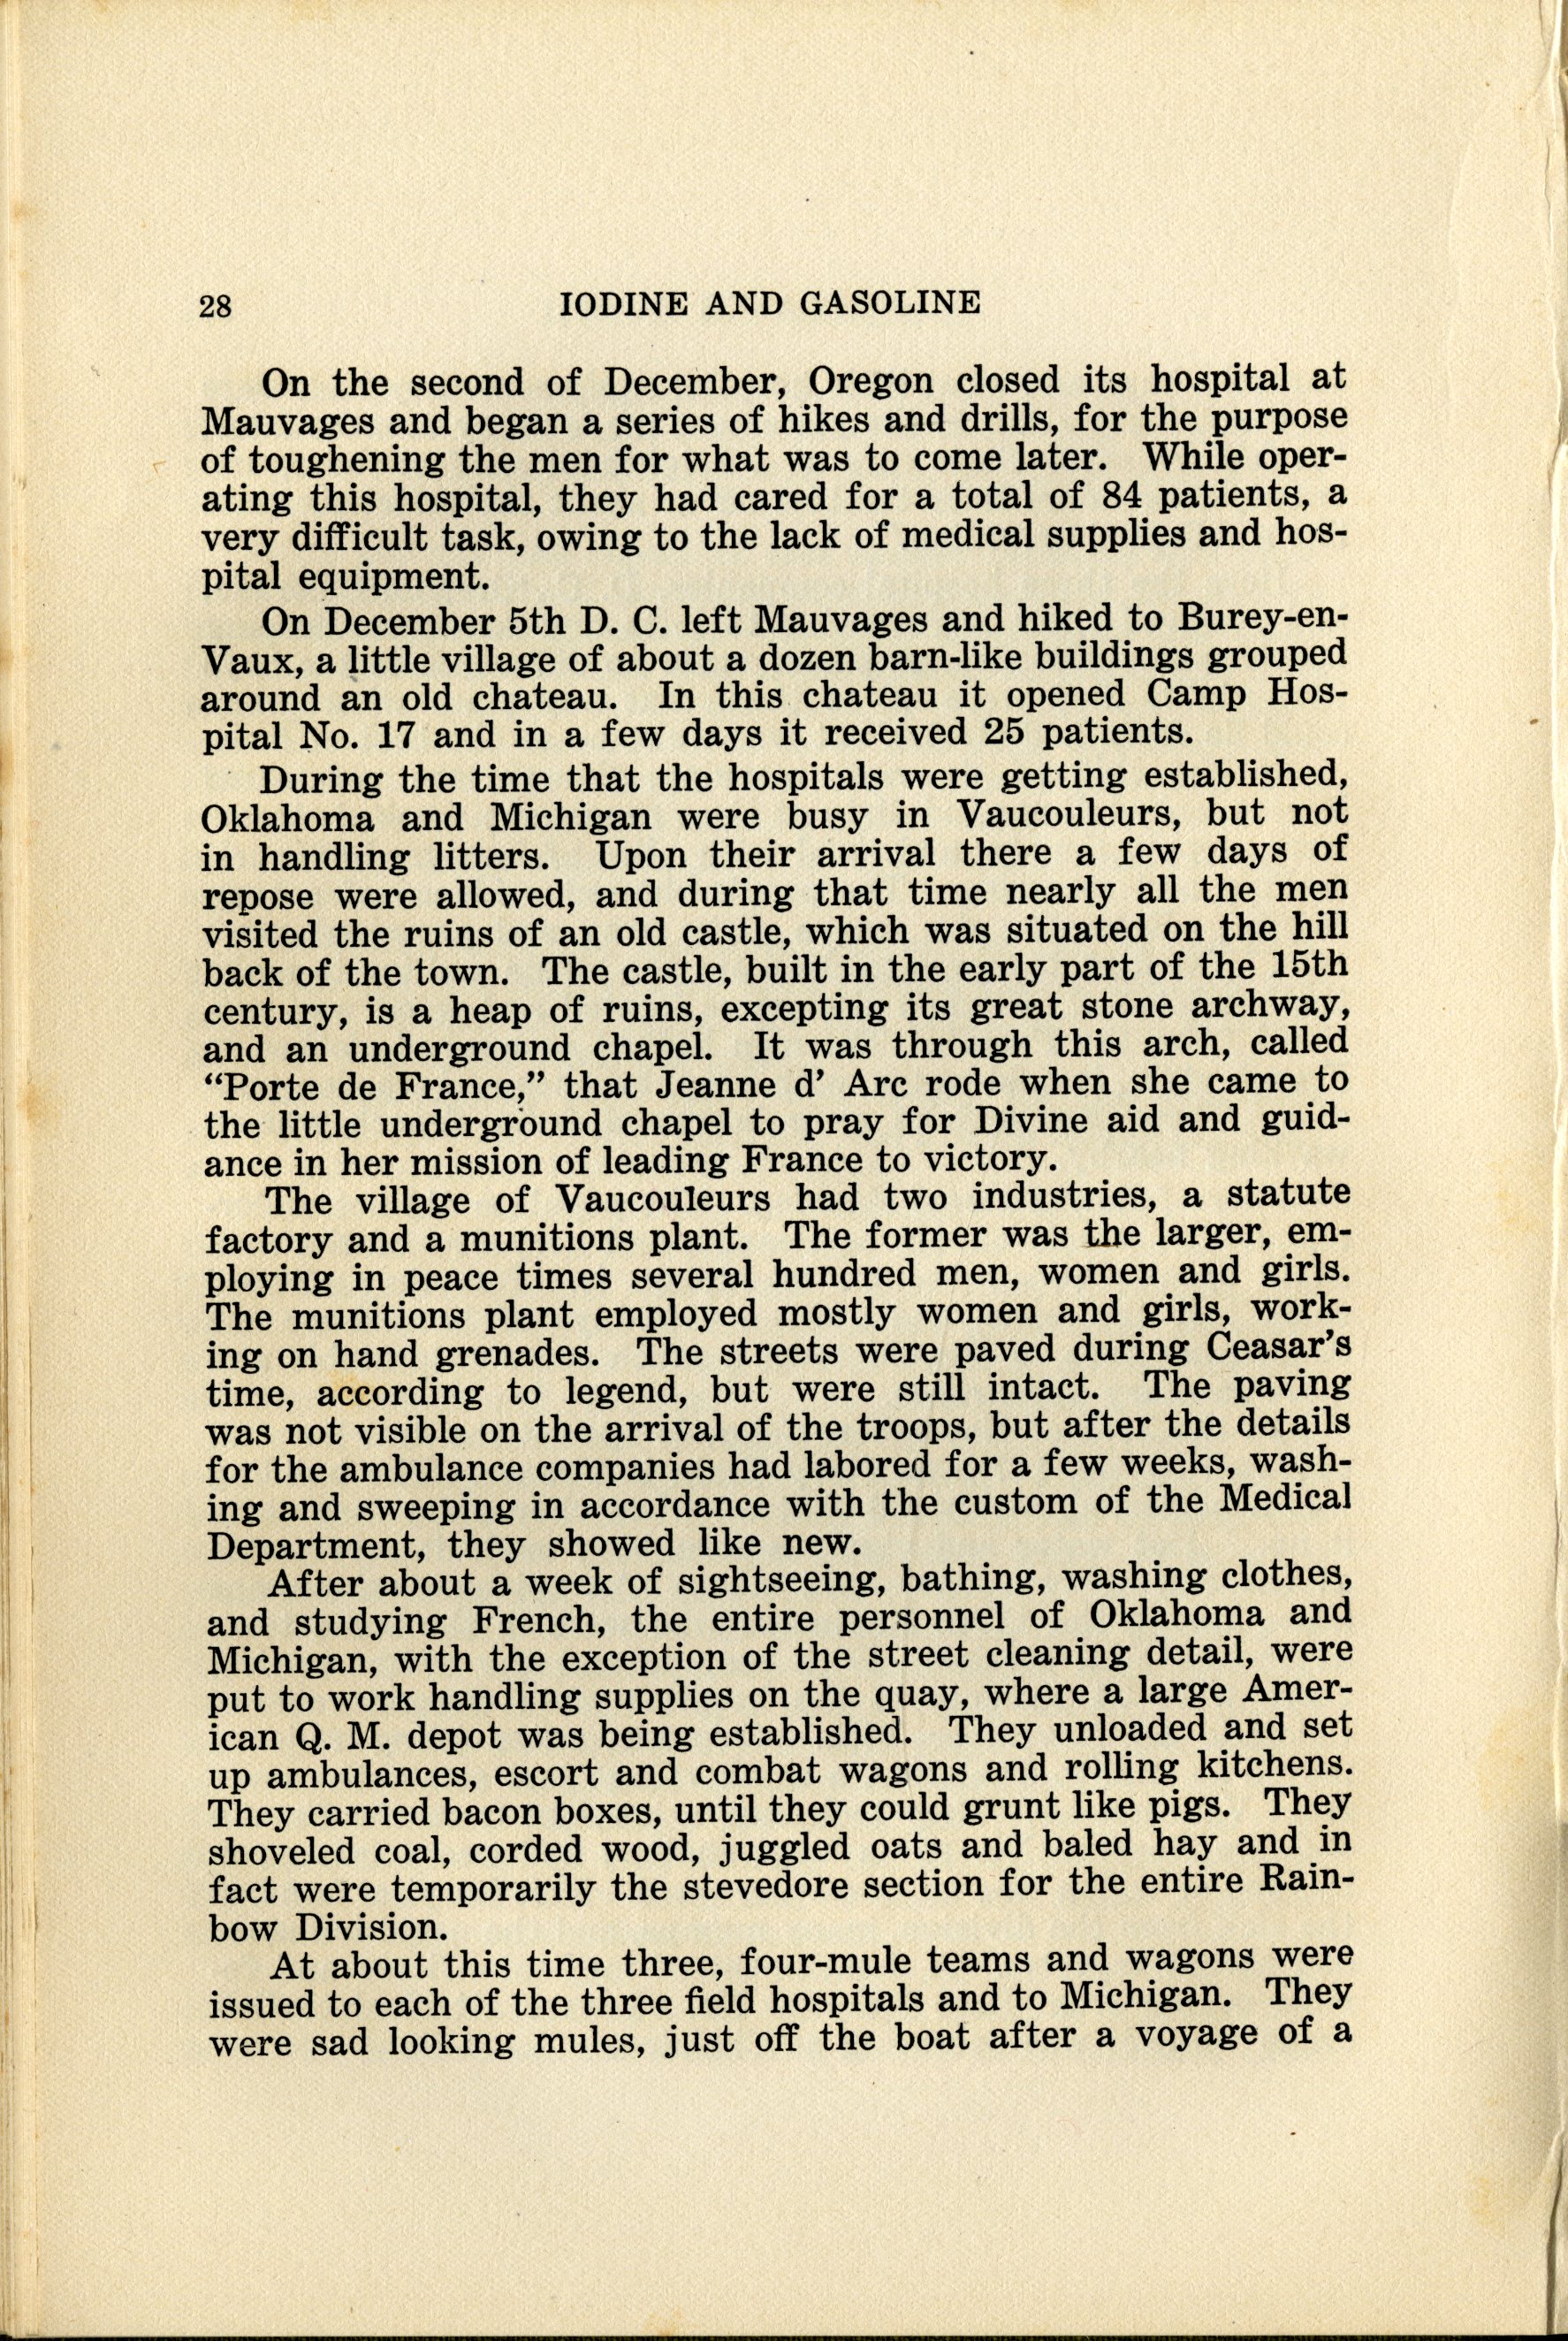 28 IODINE AND GASOLINE
On the second of December, Oregon closed its hospital at
Mauvages and began a series of hikes and drills, for the purpose
of toughening the men for what was to come later. While oper-
ating this hospital, they had cared for a total of 84 patients, a
very difficult task, owing to the lack of medical supplies and hos-
pital equipment.
On December 5th D. C. left Mauvages and hiked to Burey-en-
Vaux, a little village of about a dozen barn-like buildings grouped
around an old chateau. In this chateau it opened Camp Hos-
pital No. 17 and in a few days it received 25 patients.
During the time that the hospitals were getting established,
Oklahoma and Michigan were busy in Vaucouleurs, but not
in handling litters. Upon their arrival there a few days of
repose were allowed, and during that time nearly all the men
visited the ruins of an old castle, which was situated on the hill
back of the town. The castle, built in the early part of the 15th
century, is a heap of ruins, excepting its great stone archway,
and an underground chapel. It was through this arch, called
“Porte de France,” that Jeanne d’ Arc rode when she came to
the little underground chapel to pray for Divine aid and guid-
ance in her mission of leading France to victory.
The village of Vaucouleurs had two industries, a statute
factory and a munitions plant. The former was the larger, em-
ploying in peace times several hundred men, women and girls.
The munitions plant employed mostly women and girls, work-
ing on hand grenades. The streets were paved during Ceasar’s
time, according to legend, but were still intact. The paving
was not visible on the arrival of the troops, but after the details
for the ambulance companies had labored for a few weeks, wash-
ing and sweeping in accordance with the custom of the Medical
Department, they showed like new.
After about a week of sightseeing, bathing, washing clothes,
and studying French, the entire personnel of Oklahoma and
Michigan, with the exception of the street cleaning detail, were
put to work handling supplies on the quay, where a large Amer-
ican Q. M. depot was being established. They unloaded and set
up ambulances, escort and combat wagons and rolling kitchens.
They carried bacon boxes, until they could grunt like pigs. They
shoveled coal, corded wood, juggled oats and baled hay and in
fact were temporarily the stevedore section for the entire Rain-
bow Division.
At about this time three, four-mule teams and wagons were
issued to each of the three field hospitals and to Michigan. They
were sad looking mules, just off the boat after a voyage of a